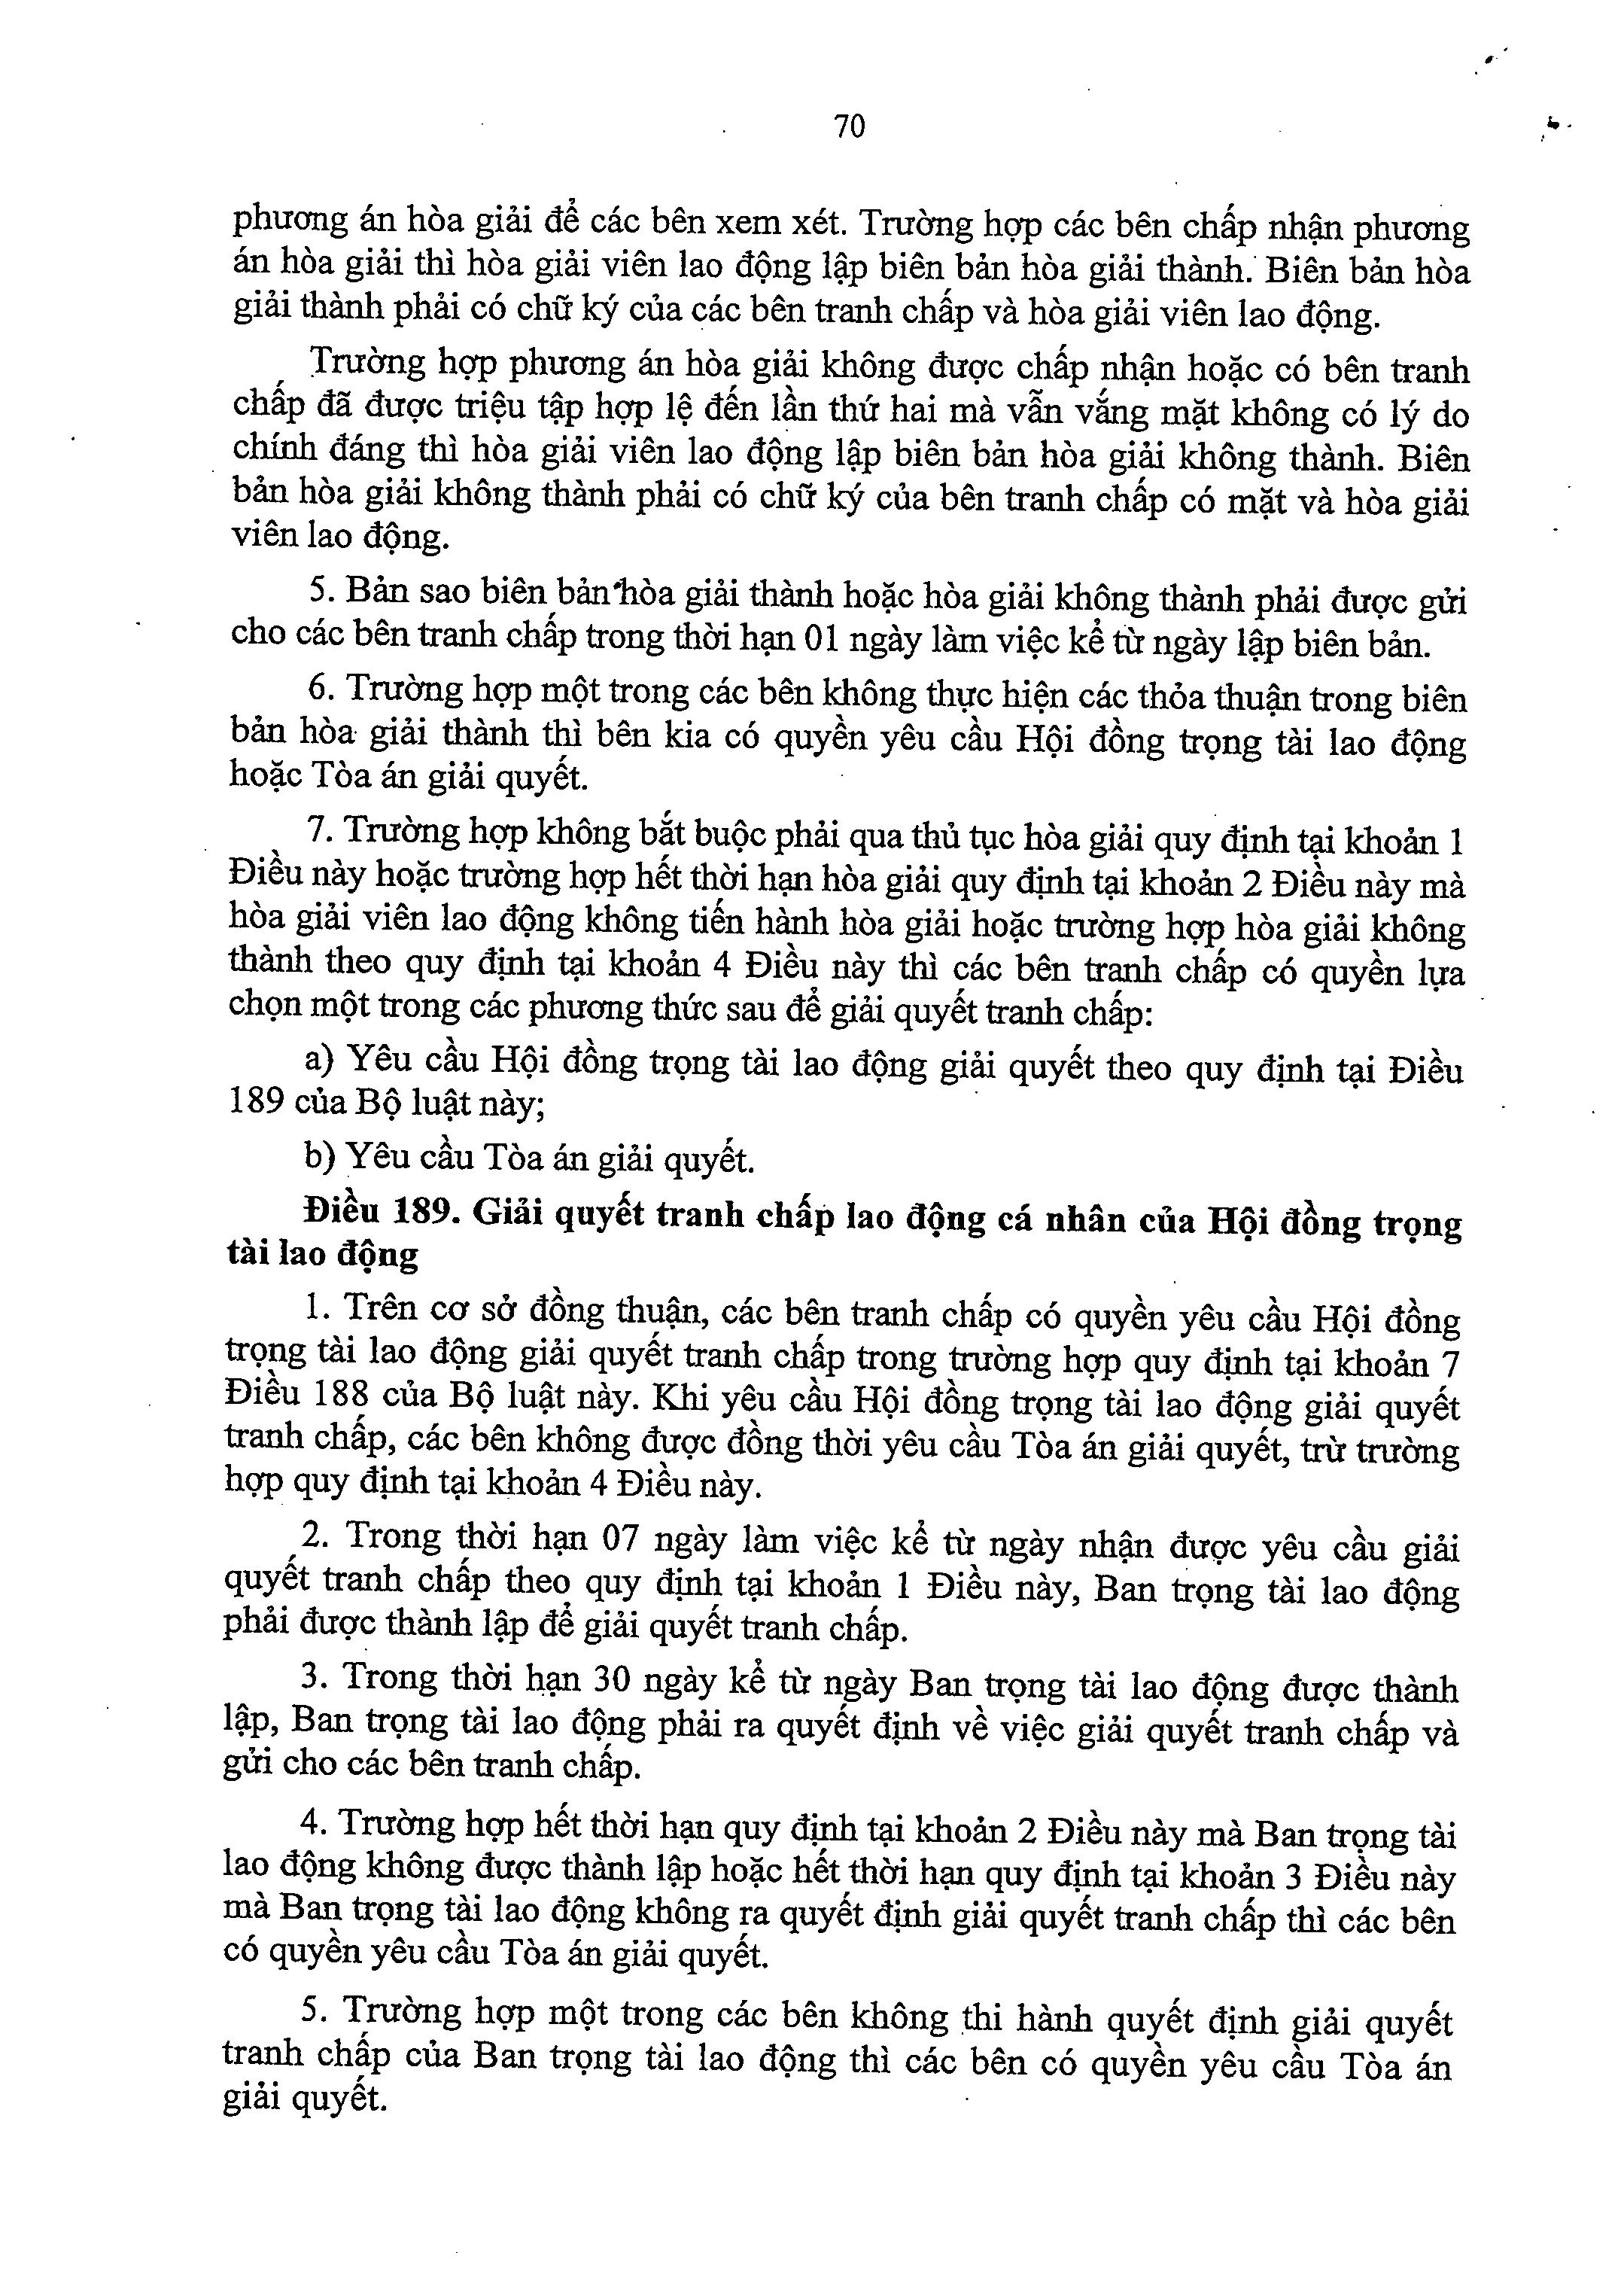 70
phương án hòa giải để các bên xem xét. Trường hợp các bên chấp nhận phương
án hòa giải thì hòa giải viên lao động lập biên bản hòa giải thành. Biên bản hòa
giải thành phải có chữ ký của các bên tranh chấp và hòa giải viên lao động.
Trường hợp phương án hòa giải không được chấp nhận hoặc có bên tranh
chấp đã được triệu tập hợp lệ đến lần thứ hai mà vẫn vắng mặt không có lý do
chính đáng thì hòa giải viên lao động lập biên bản hòa giải không thành. Biên
bản hòa giải không thành phải có chữ ký của bên tranh chấp có mặt và hòa giải
viên lao động.
5. Bản sao biên bản hòa giải thành hoặc hòa giải không thành phải được gửi
cho các bên tranh chấp trong thời hạn 01 ngày làm việc kể từ ngày lập biên bản.
6. Trường hợp một trong các bên không thực hiện các thỏa thuận trong biên
bản hòa giải thành thì bên kia có quyền yêu cầu Hội đồng trọng tài lao động
hoặc Tòa án giải quyết.
7. Trường hợp không bắt buộc phải qua thủ tục hòa giải quy định tại khoản 1
Điều này hoặc trường hợp hết thời hạn hòa giải quy định tại khoản 2 Điều này mà
hòa giải viên lao động không tiến hành hòa giải hoặc trường hợp hòa giải không
thành theo quy định tại khoản 4 Điều này thì các bên tranh chấp có quyền lựa
chọn một trong các phương thức sau để giải quyết tranh chấp:
a) Yêu cầu Hội đồng trọng tài lao động giải quyết theo quy định tại Điều
189 của Bộ luật này;
b) Yêu cầu Tòa án giải quyết.
Điều 189. Giải quyết tranh chấp lao động cá nhân của Hội đồng trọng
tài lao động
1. Trên cơ sở đồng thuận, các bên tranh chấp có quyền yêu cầu Hội đồng
trọng tài lao động giải quyết tranh chấp trong trường hợp quy định tại khoản 7
Điều 188 của Bộ luật này. Khi yêu cầu Hội đồng trọng tài lao động giải quyết
tranh chấp, các bên không được đồng thời yêu cầu Tòa án giải quyết, trừ trường
hợp quy định tại khoản 4 Điều này.
2. Trong thời hạn 07 ngày làm việc kể từ ngày nhận được yêu cầu giải
quyết tranh chấp theo quy định tại khoản 1 Điều này, Ban trọng tài lao động
phải được thành lập để giải quyết tranh chấp.
3. Trong thời hạn 30 ngày kể từ ngày Ban trọng tài lao động được thành
lập, Ban trọng tài lao động phải ra quyết định về việc giải quyết tranh chấp và
gửi cho các bên tranh chấp.
4. Trường hợp hết thời hạn quy định tại khoản 2 Điều này mà Ban trọng tài
lao động không được thành lập hoặc hết thời hạn quy định tại khoản 3 Điều này
mà Ban trọng tài lao động không ra quyết định giải quyết tranh chấp thì các bên
có quyền yêu cầu Tòa án giải quyết.
5. Trường hợp một trong các bên không thi hành quyết định giải quyết
tranh chấp của Ban trọng tài lao động thì các bên có quyền yêu cầu Tòa án
giải quyết.